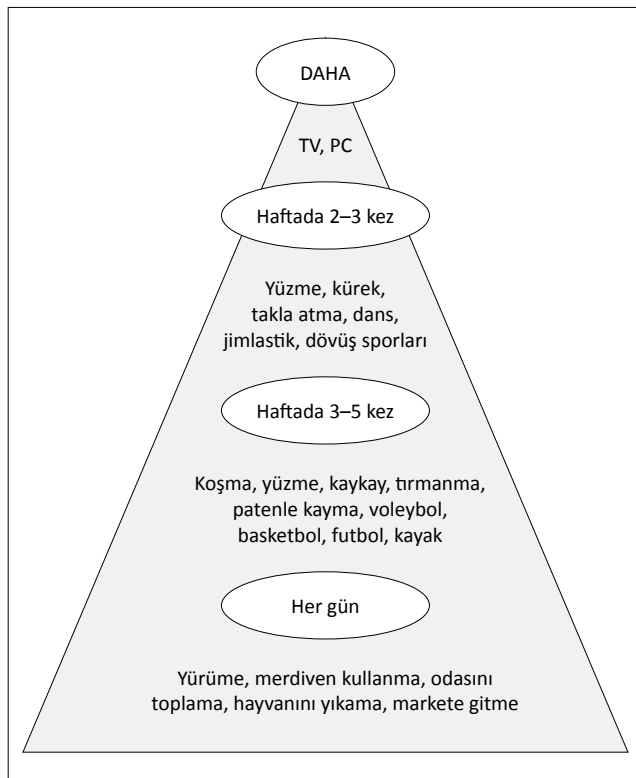 DAHA
TV, PC
Haftada 2–3 kez
Yüzme, kürek,
takla atma, dans,
jimlastik, dövüş sporları
Haftada 3–5 kez
Koşma, yüzme, kaykay, tırmanma,
patenle kayma, voleybol,
basketbol, futbol, kayak
Her gün
Yürüme, merdiven kullanma, odasını
toplama, hayvanını yıkama, markete gitme